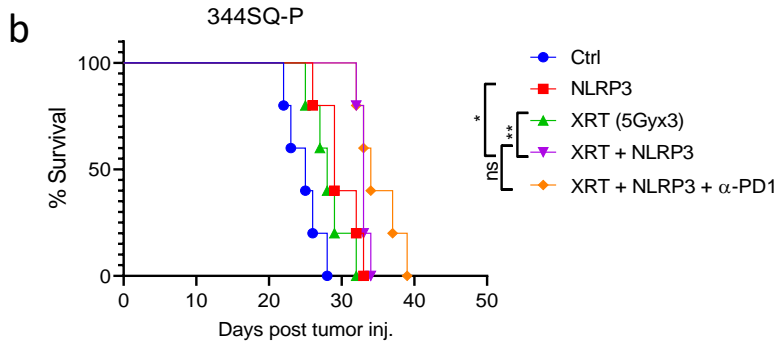 b
344SQ-P
% Survival
100
50
0
0 10 20 30 40 50
Days post tumor inj.
Ctrl
NLRP3
XRT (5Gyx3)
XRT + NLRP3
XRT + NLRP3 + α-PD1
*
**
ns